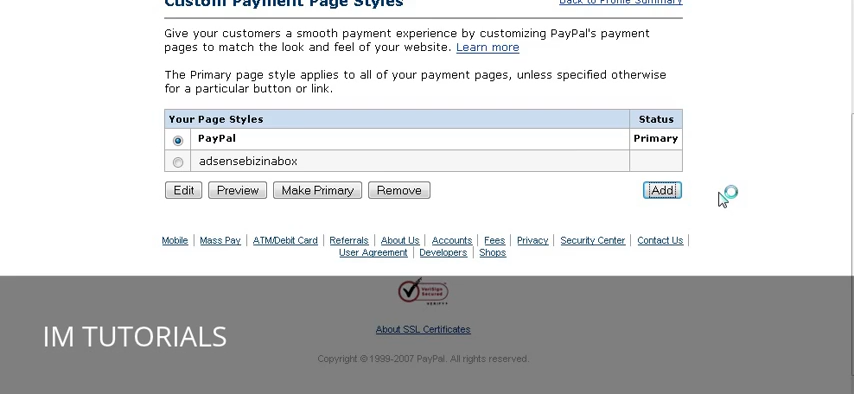 Custom Payment Page Styles
Back to Profile Summary
Give your customers a smooth payment experience by customizing PayPal's payment
pages to match the look and feel of your website. Learn more
The Primary page style applies to all of your payment pages, unless specified otherwise
for a particular button or link.
Your Page Styles Status
PayPal Primary
adsensebizinabox
Edit Preview Make Primary Remove Add
Mobile | Mass Pay | ATM/Debit Card | Referrals | About Us | Accounts | Fees | Privacy | Security Center | Contact Us |
User Agreement | Developers | Shops
VeriSign
Secured
VERIFY
IM TUTORIALS
About SSL Certificates
Copyright © 1999-2007 PayPal. All rights reserved.